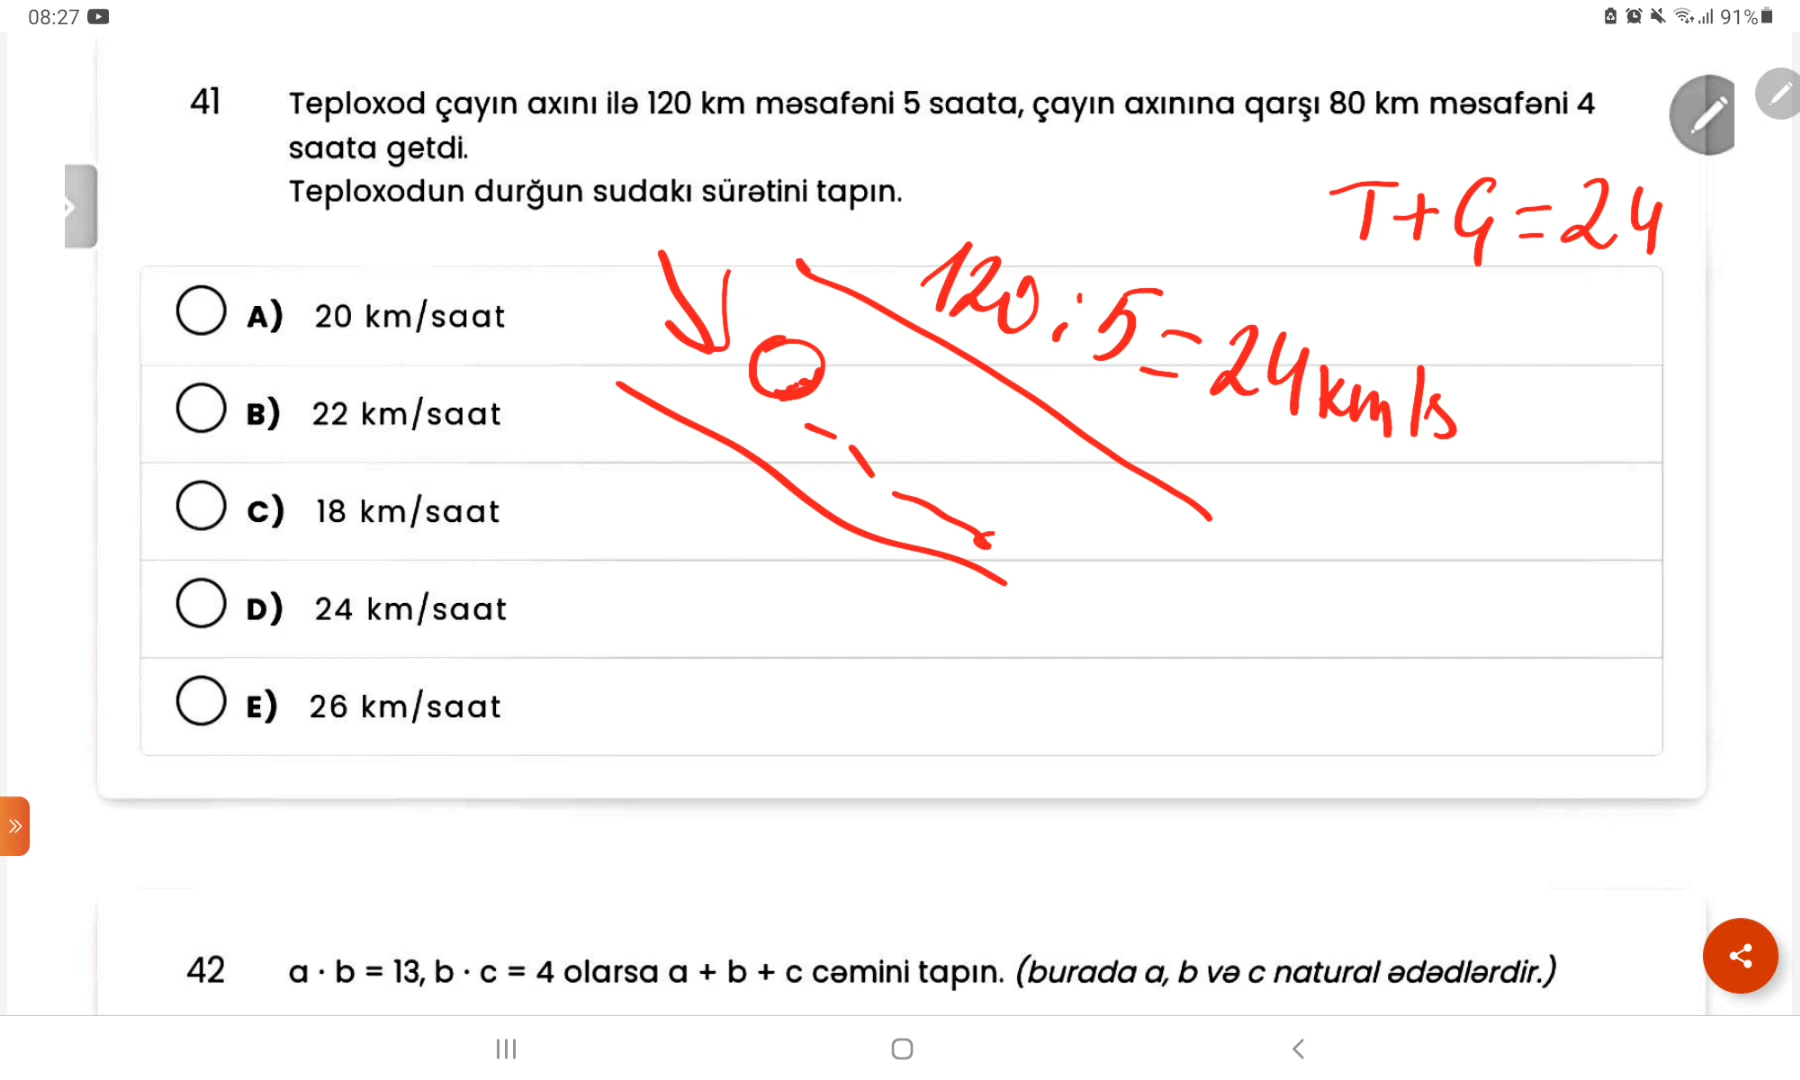 08:27
91%
41 Teploxod çayın axını ilə 120 km məsafəni 5 saata, çayın axınına qarşı 80 km məsafəni 4
saata getdi.
Teploxodun durğun sudakı sürətini tapın.
T+Ç=24
120:5=24km/s
A) 20 km/saat
B) 22 km/saat
C) 18 km/saat
D) 24 km/saat
E) 26 km/saat
42 a · b = 13, b · c = 4 olarsa a + b + c cəmini tapın. (burada a, b və c natural ədədlərdir.)